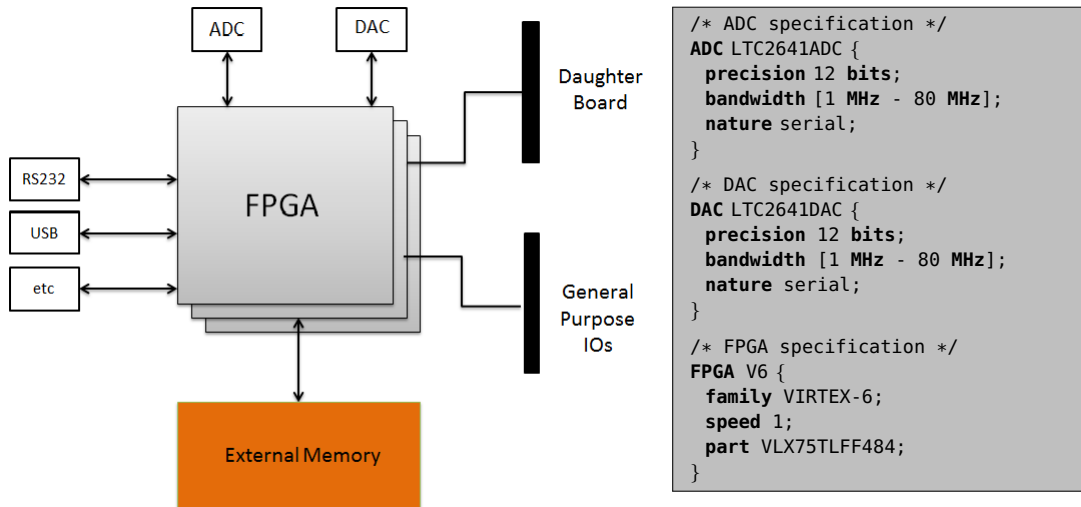 ADC
DAC
Daughter
Board
RS232
FPGA
USB
etc
General
Purpose
IOs
External Memory
/* ADC specification */
ADC LTC2641ADC {
precision 12 bits;
bandwidth [1 MHz - 80 MHz];
nature serial;
}
/* DAC specification */
DAC LTC2641DAC {
precision 12 bits;
bandwidth [1 MHz - 80 MHz];
nature serial;
}
/* FPGA specification */
FPGA V6 {
family VIRTEX-6;
speed 1;
part VLX75TLFF484;
}